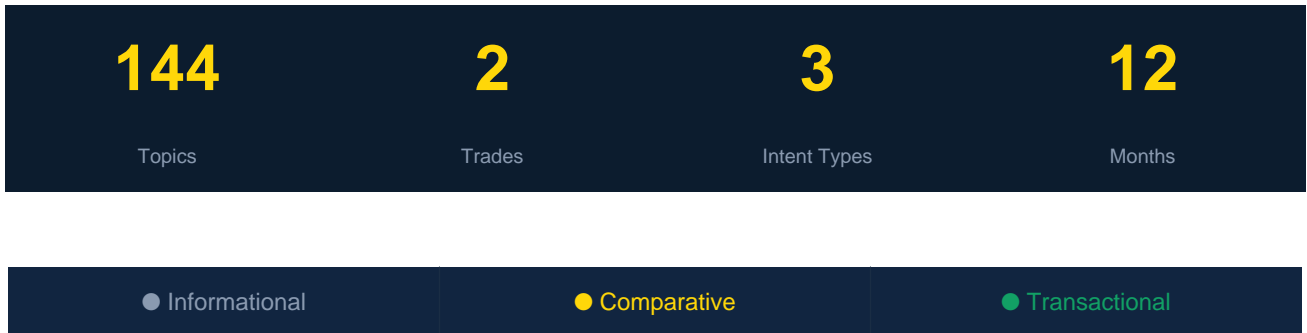 144 2 3 12
Topics Trades Intent Types Months
Informational Comparative Transactional